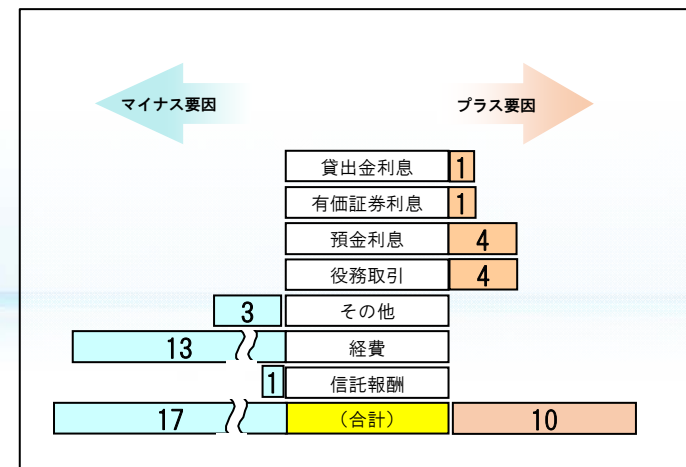 マイナス要因 プラス要因
貸出金利息 1
有価証券利息 1
預金利息 4
役務取引 4
3 その他
13 経費
1 信託報酬
17 （合計） 10